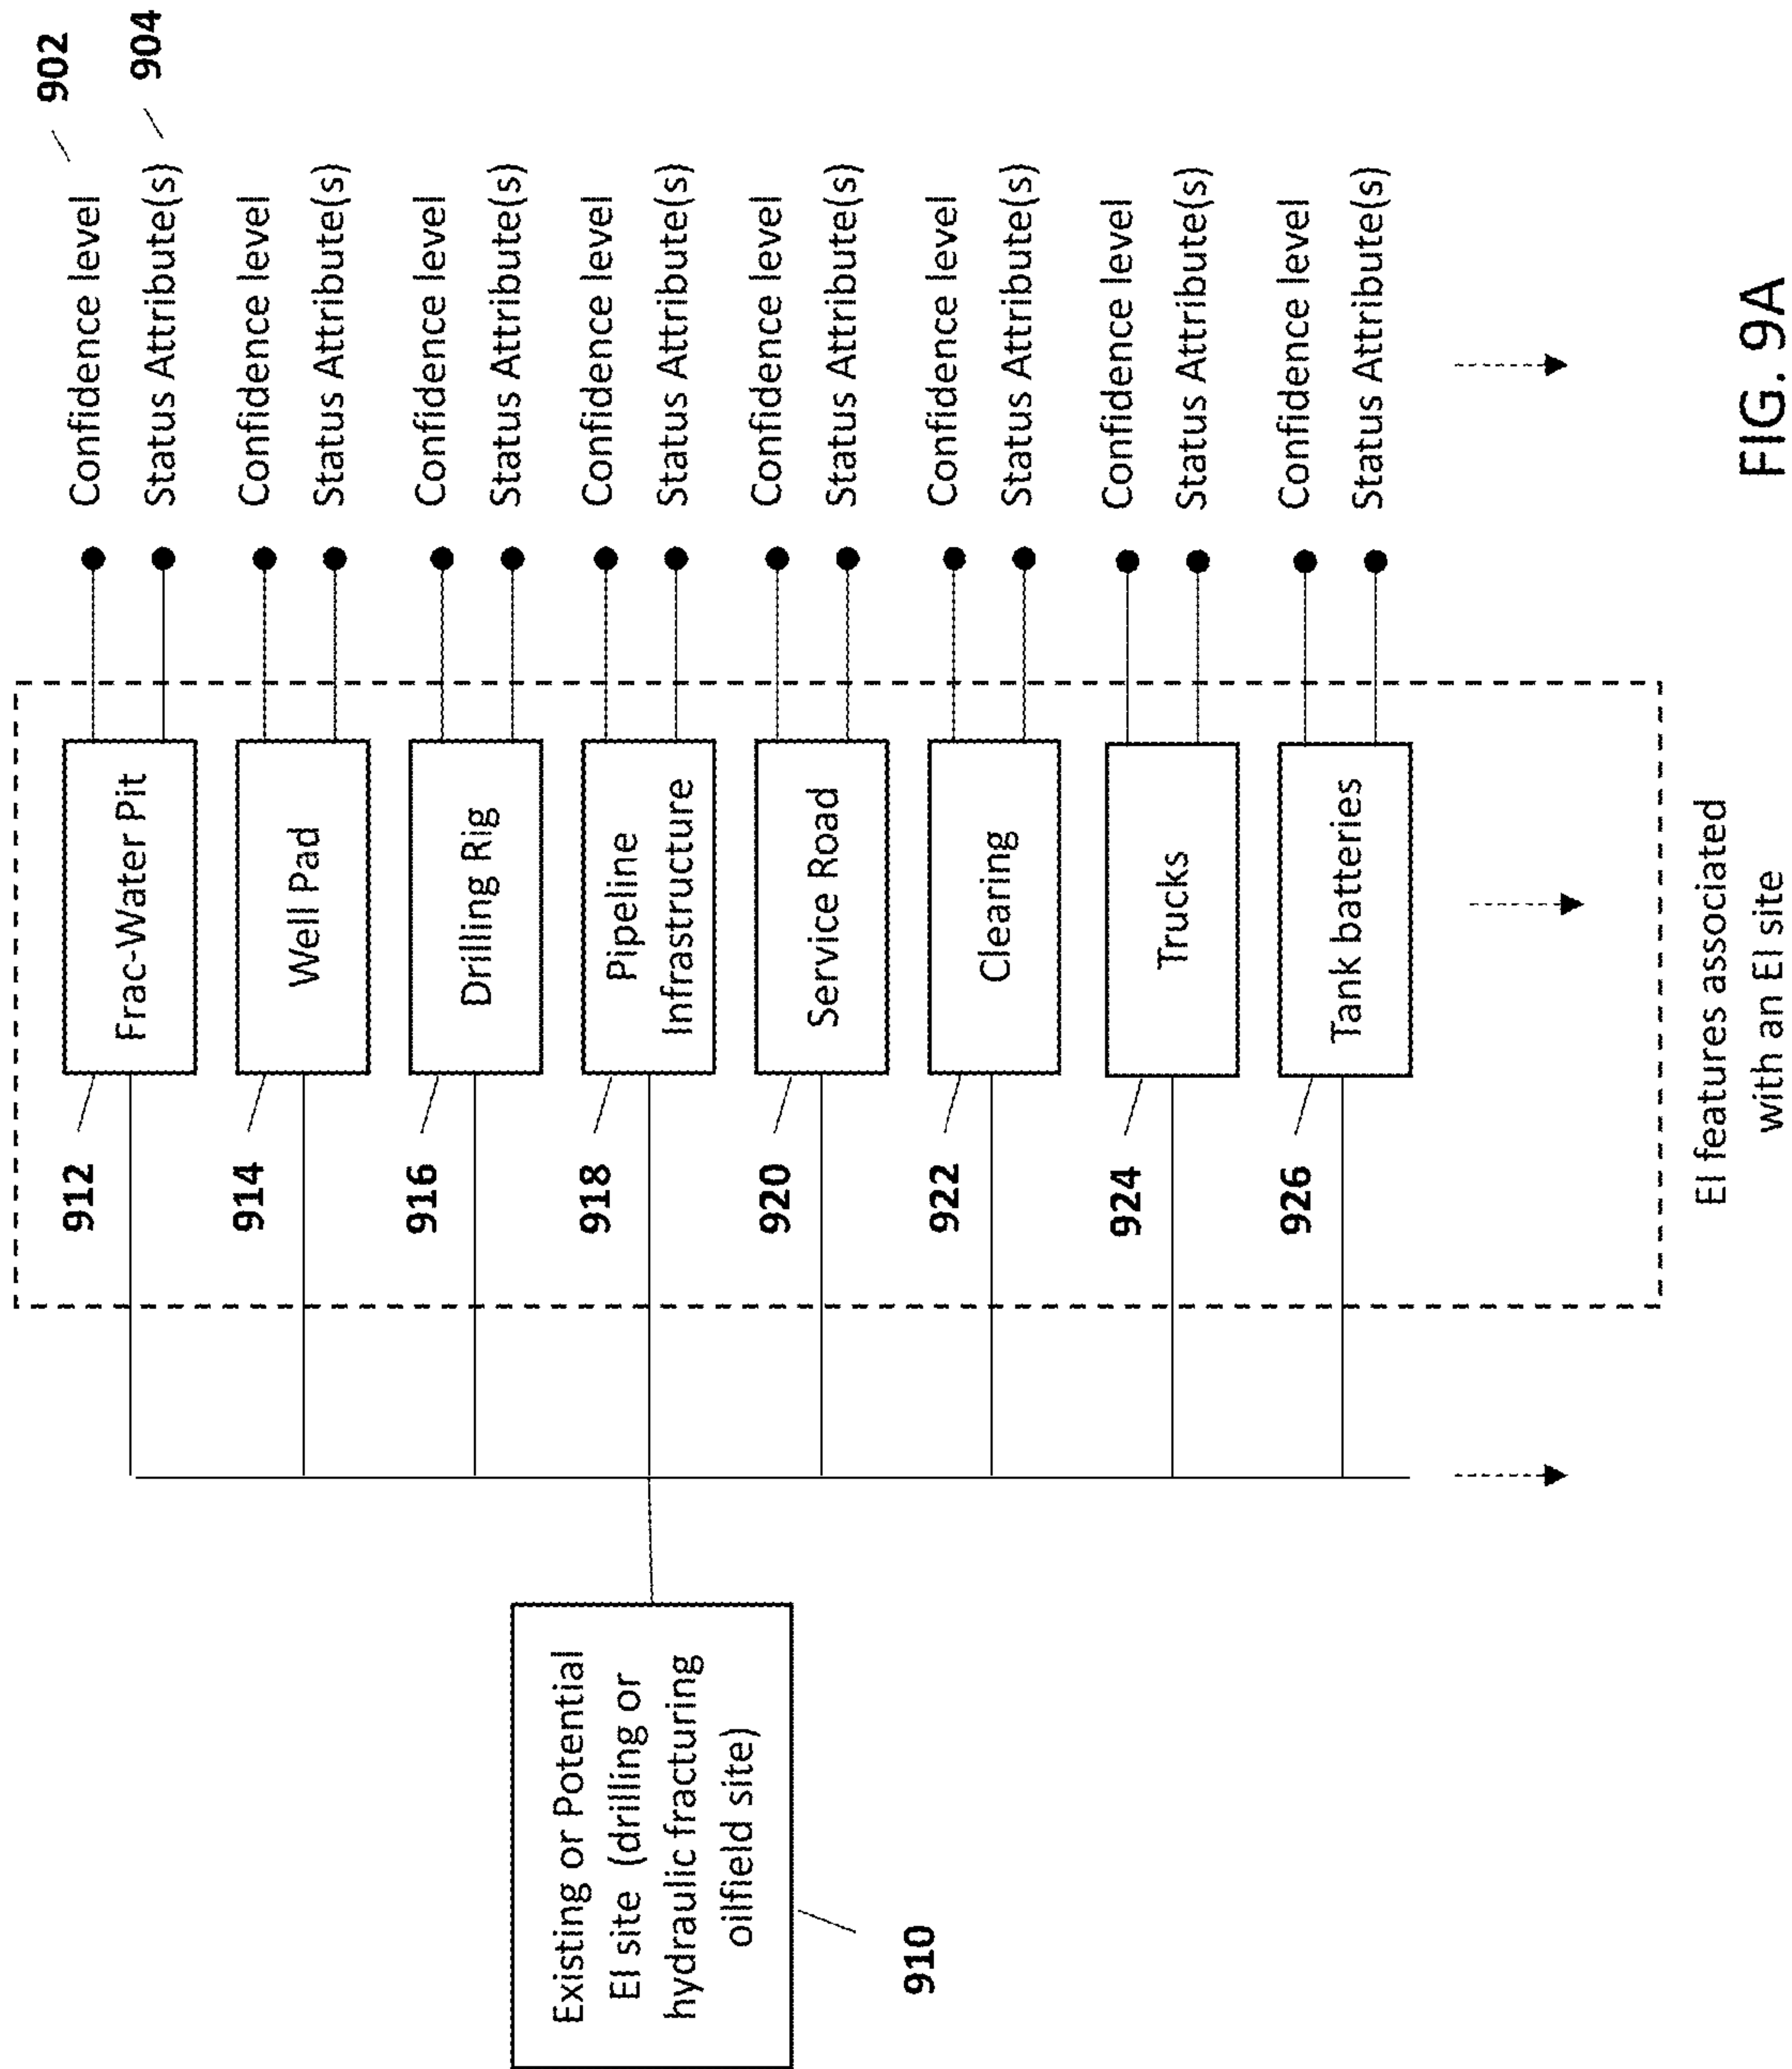 902
Confidence level
904
Status Attribute(s)
Confidence level
Status Attribute(s)
Confidence level
Status Attribute(s)
Confidence level
Status Attribute(s)
Confidence level
Status Attribute(s)
Confidence level
Status Attribute(s)
Confidence level
Status Attribute(s)
Confidence level
Status Attribute(s)
912
Frac-Water Pit
914
Well Pad
916
Drilling Rig
918
Pipeline
Infrastructure
920
Service Road
922
Clearing
924
Trucks
926
Tank batteries
EI features associated
with an EI site
Existing or Potential
EI site (drilling or
hydraulic fracturing
oilfield site)
910
FIG. 9A